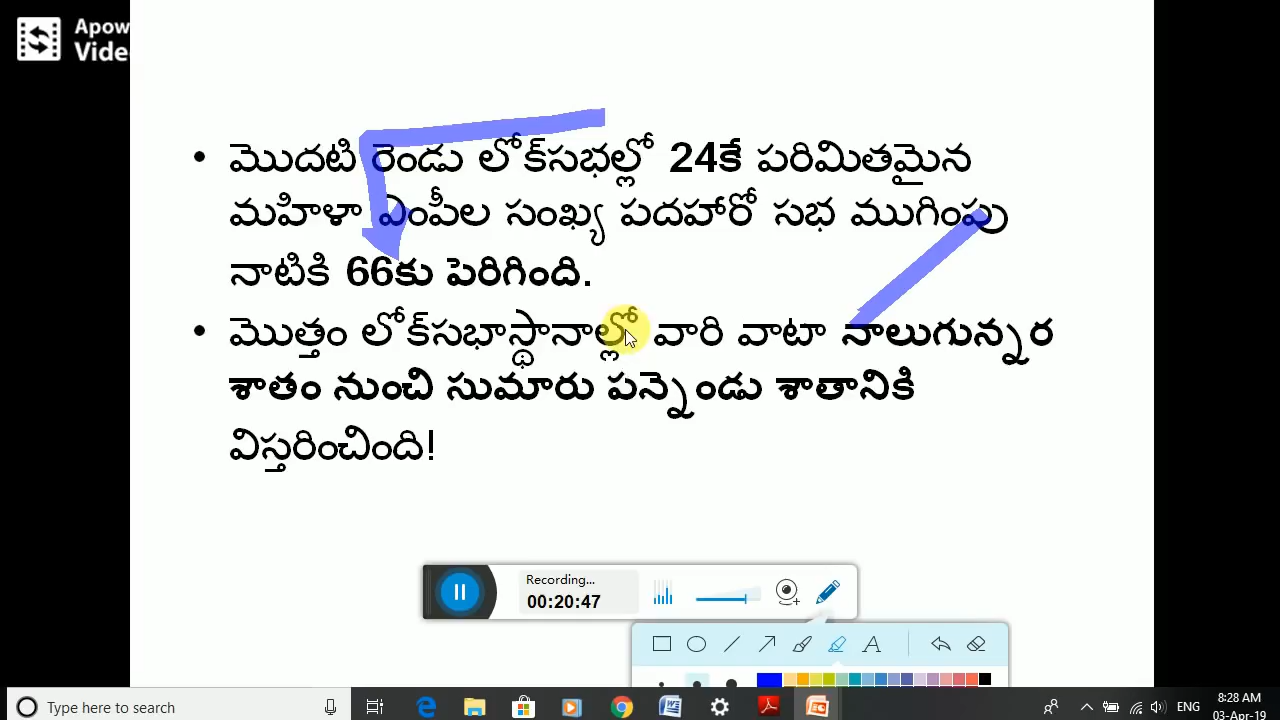 Apow
Vide
• మొదటి రెండు లోక్‌సభల్లో 24కే పరిమితమైన
మహిళా ఎంపీల సంఖ్య పదహారో సభ ముగింపు
నాటికి 66కు పెరిగింది.
• మొత్తం లోక్‌సభాస్థానాల్లో వారి వాటా నాలుగున్నర
శాతం నుంచి సుమారు పన్నెండు శాతానికి
విస్తరించింది!
Recording...
00:20:47
A
Type here to search
ENG
8:28 AM
03-Apr-19